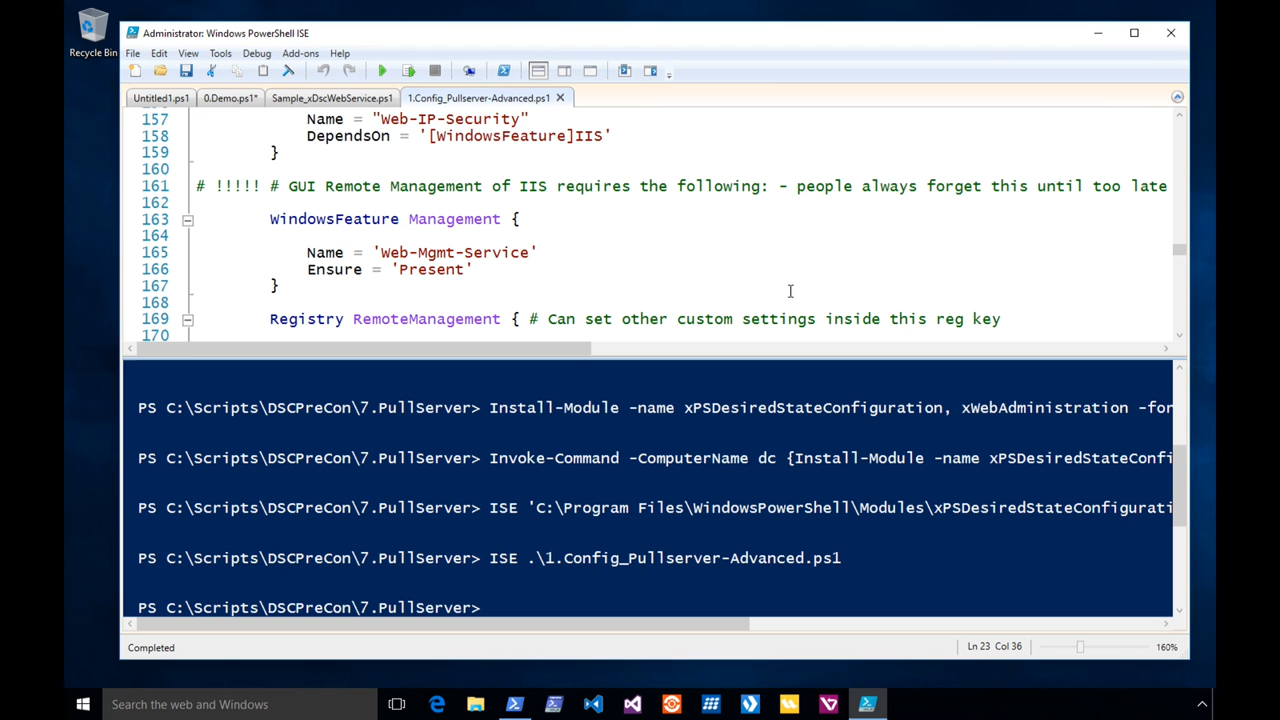 Recycle Bin
Administrator: Windows PowerShell ISE
File Edit View Tools Debug Add-ons Help
Untitled1.ps1 0.Demo.ps1* Sample_xDscWebService.ps1 1.Config_Pullserver-Advanced.ps1
157 Name = "Web-IP-Security"
158 DependsOn = '[WindowsFeature]IIS'
159 }
160
161 # !!!!! # GUI Remote Management of IIS requires the following: - people always forget this until too late
162
163 WindowsFeature Management {
164
165 Name = 'Web-Mgmt-Service'
166 Ensure = 'Present'
167 }
168
169 Registry RemoteManagement { # Can set other custom settings inside this reg key
170
PS C:\Scripts\DSCPreCon\7.PullServer> Install-Module -name xPSDesiredStateConfiguration, xWebAdministration -for
PS C:\Scripts\DSCPreCon\7.PullServer> Invoke-Command -ComputerName dc {Install-Module -name xPSDesiredStateConfi
PS C:\Scripts\DSCPreCon\7.PullServer> ISE 'C:\Program Files\WindowsPowerShell\Modules\xPSDesiredStateConfigurati
PS C:\Scripts\DSCPreCon\7.PullServer> ISE .\1.Config_Pullserver-Advanced.ps1
PS C:\Scripts\DSCPreCon\7.PullServer>
Completed Ln 23 Col 36 160%
Search the web and Windows